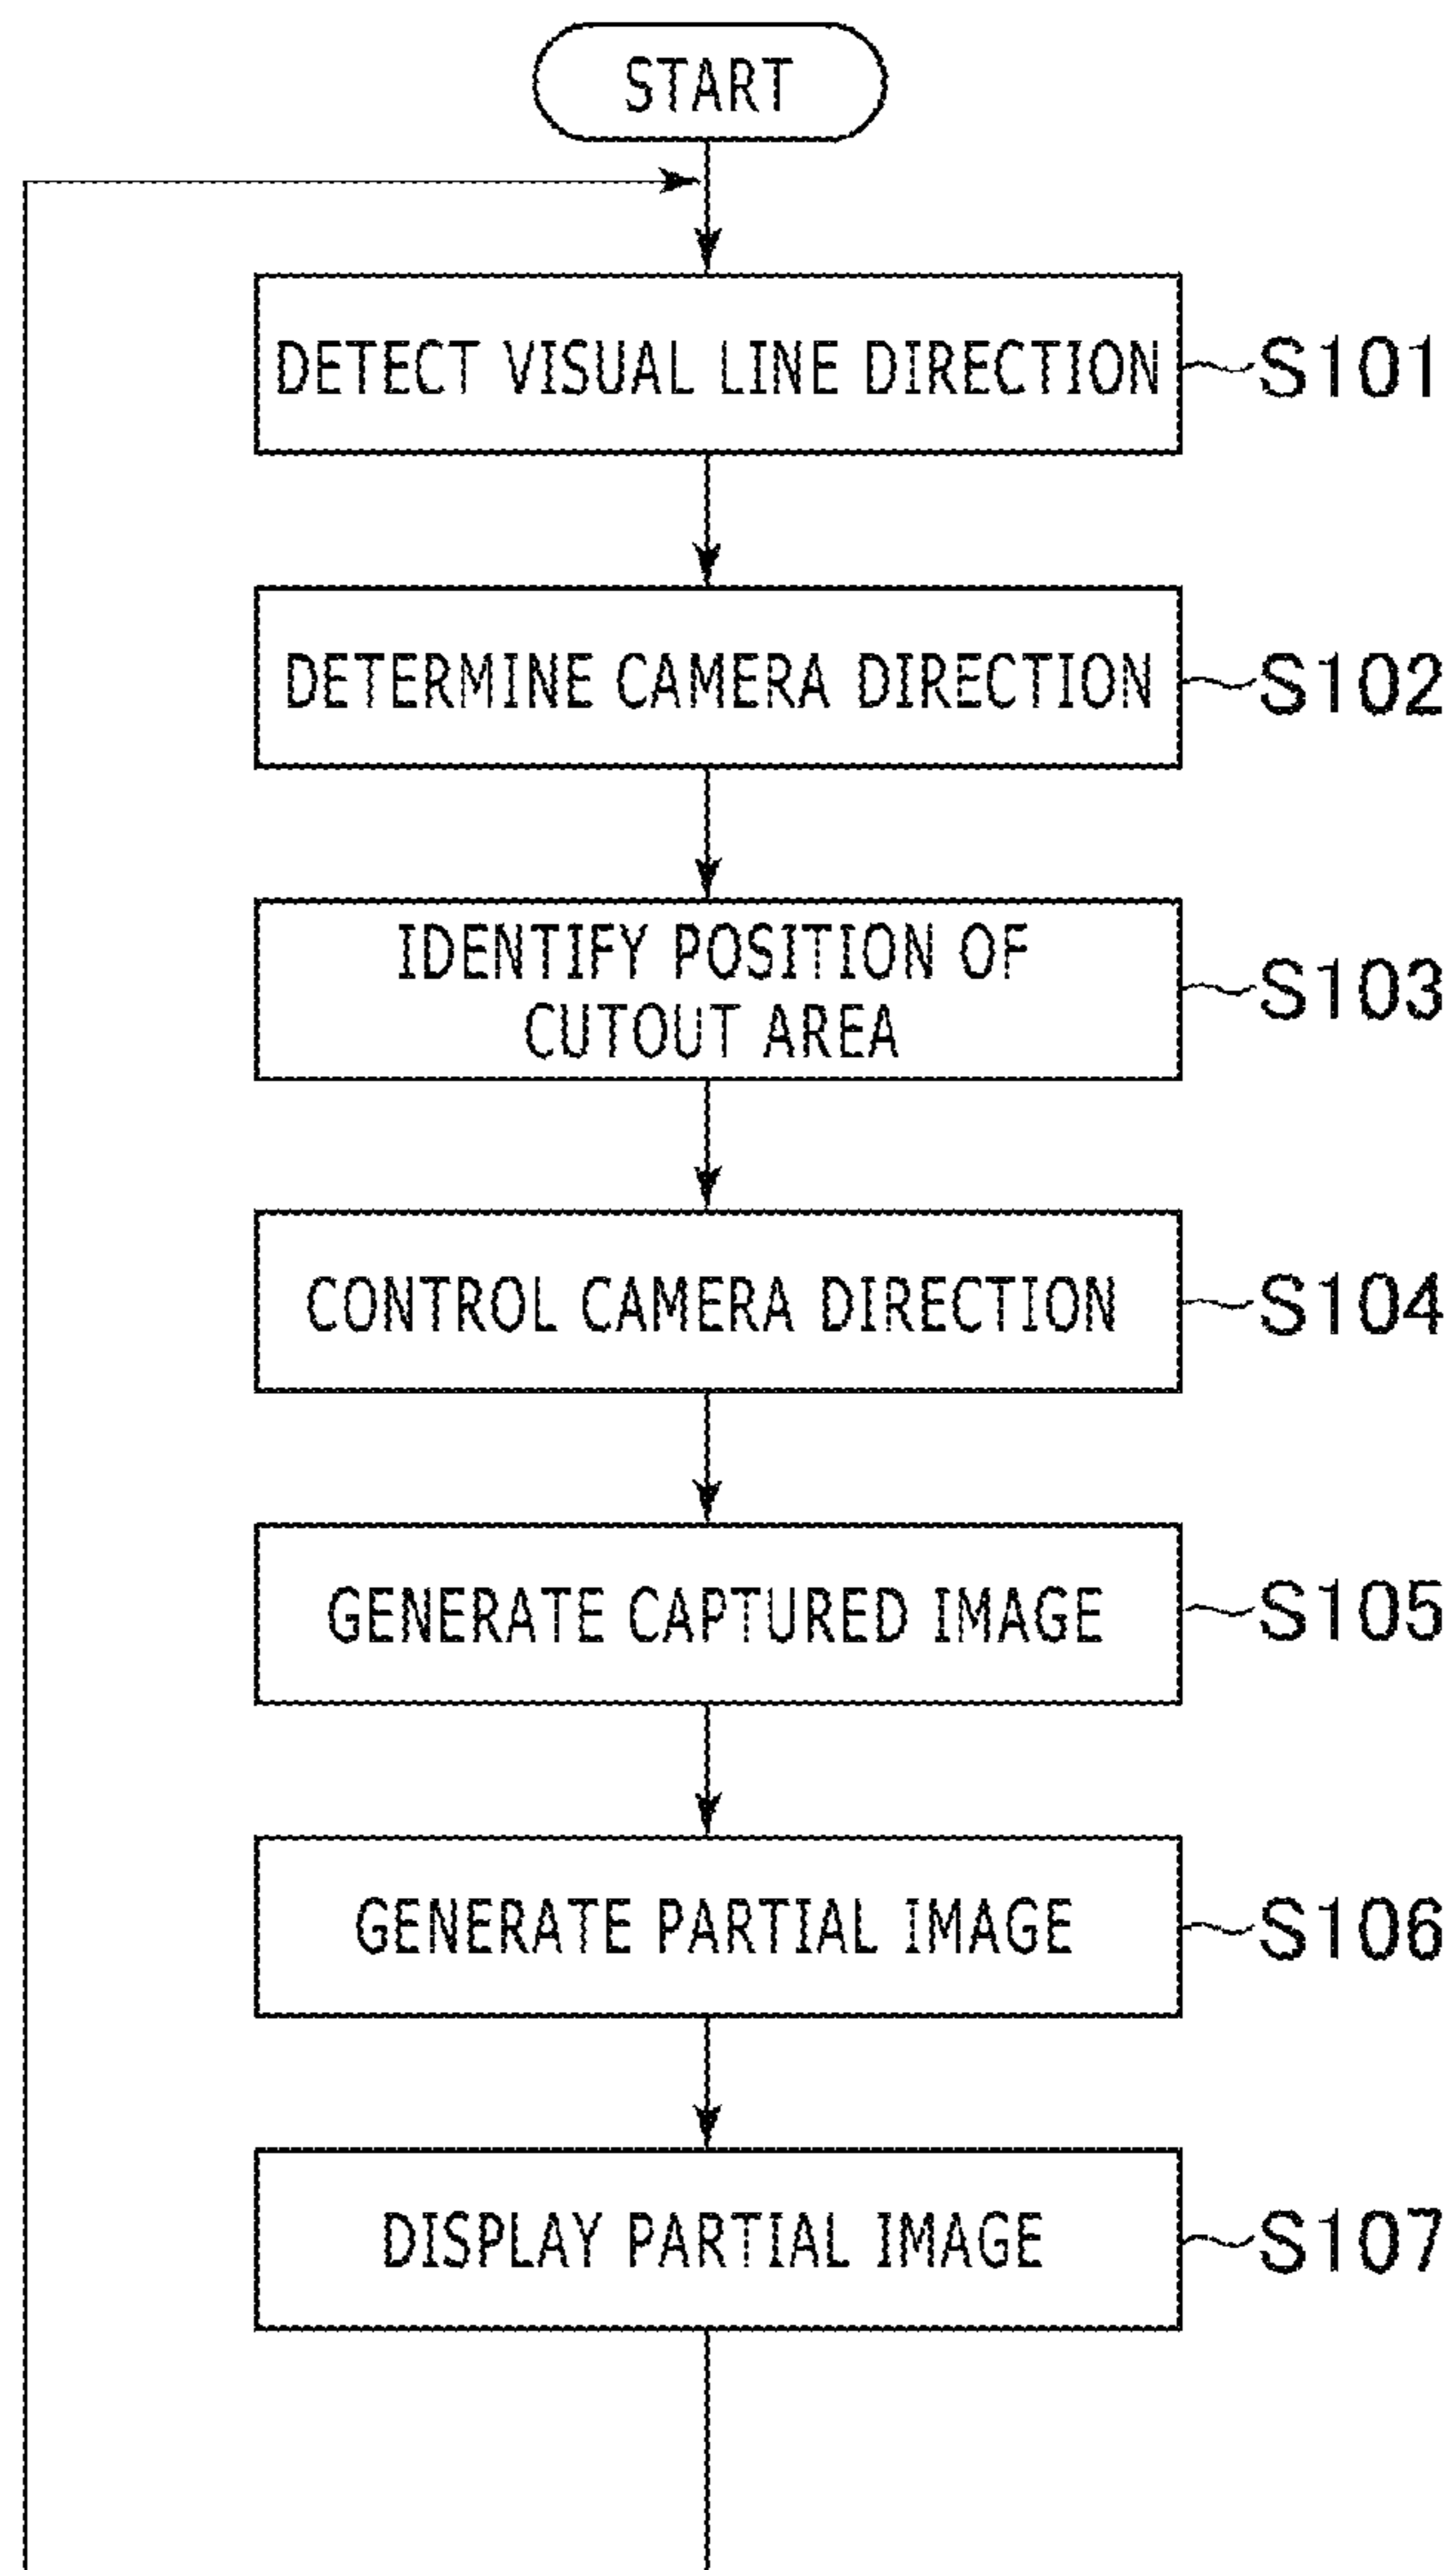 START
DETECT VISUAL LINE DIRECTION
S101
DETERMINE CAMERA DIRECTION
S102
IDENTIFY POSITION OF
CUTOUT AREA
S103
CONTROL CAMERA DIRECTION
S104
GENERATE CAPTURED IMAGE
S105
GENERATE PARTIAL IMAGE
S106
DISPLAY PARTIAL IMAGE
S107